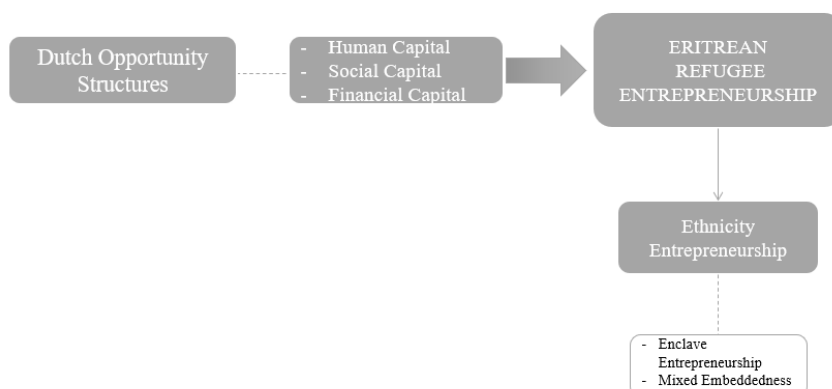 Dutch Opportunity
Structures
- Human Capital
- Social Capital
- Financial Capital
ERITREAN
REFUGEE
ENTREPRENEURSHIP
Ethnicity
Entrepreneurship
- Enclave
Entrepreneurship
- Mixed Embeddedness